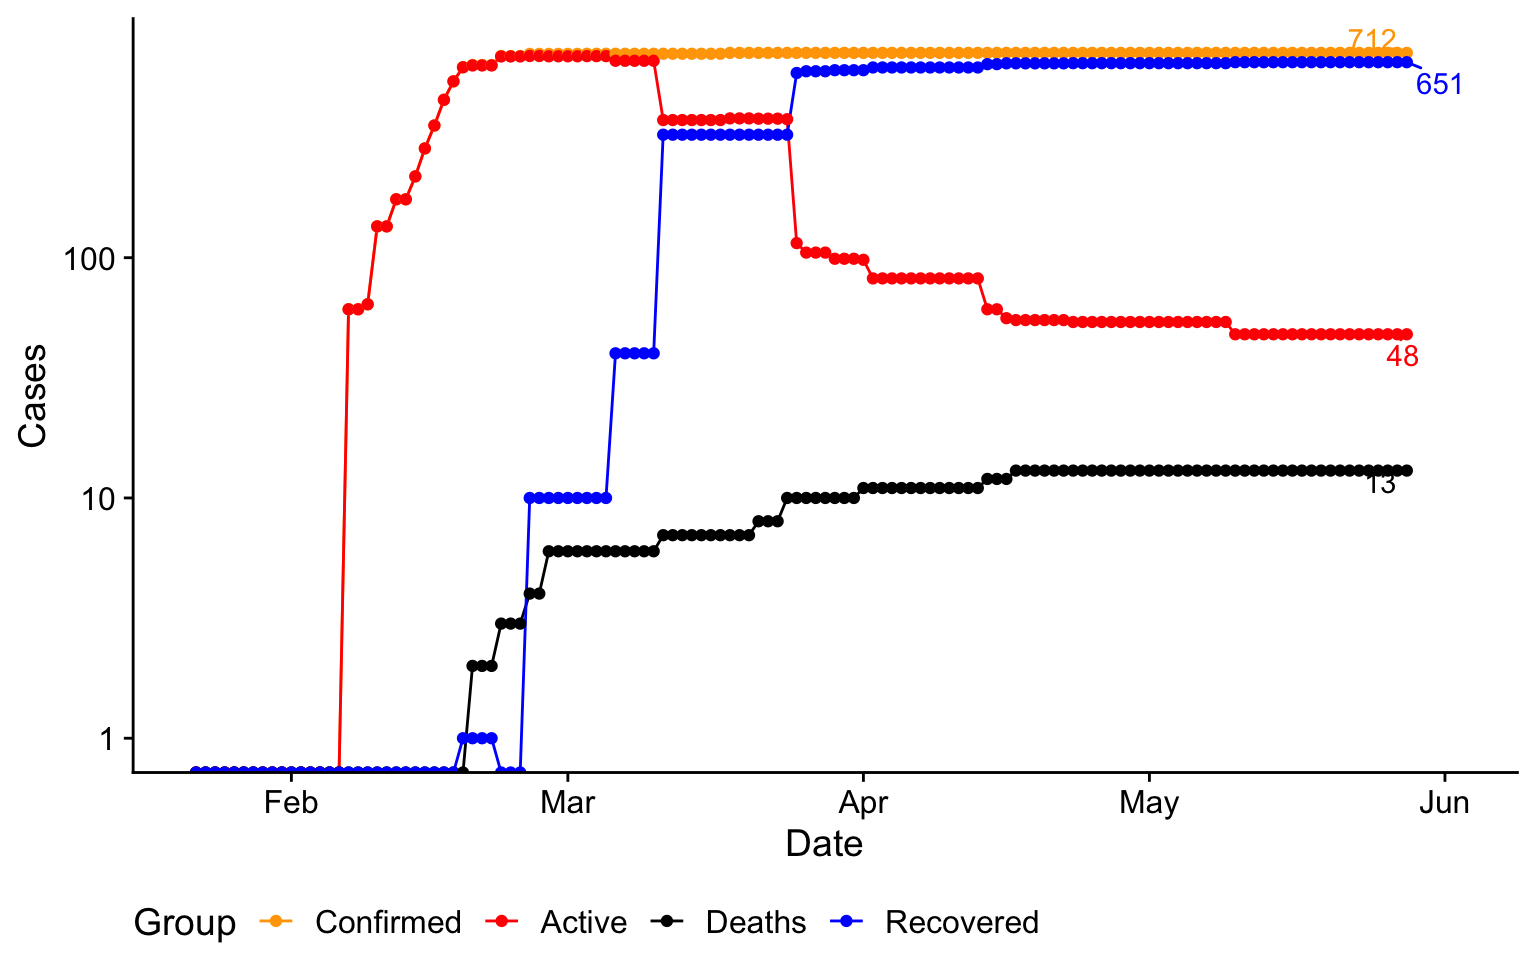 712
651
100
48
Cases
10
13
1
Feb Mar Apr May Jun
Date
Group Confirmed Active Deaths Recovered